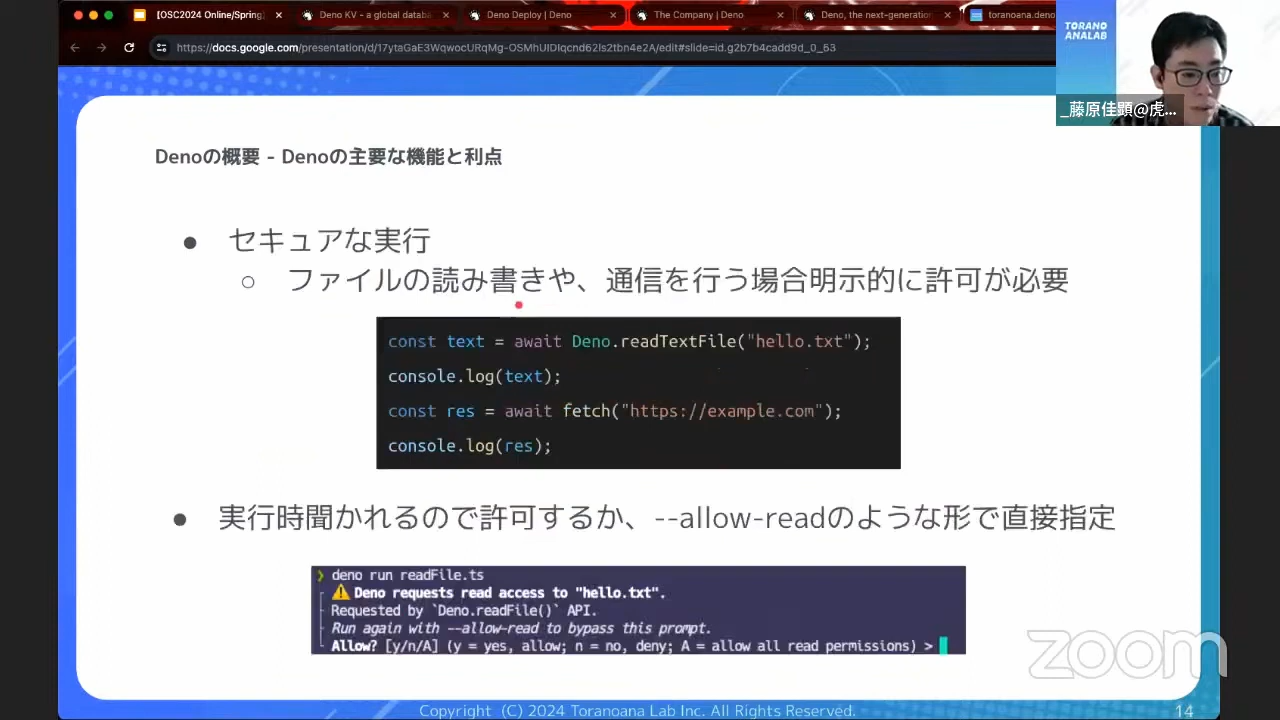 [OSC2024 Online/Spring]
Deno KV - a global datab
Deno Deploy | Deno
The Company | Deno
Deno, the next-generation
toranoana.deno
https://docs.google.com/presentation/d/17ytaGaE3WqwocURqMg-OSMhUIDIqcnd62Is2tbn4e2A/edit#slide=id.g2b7b4cadd9d_0_63
TORANO
ANALAB
_藤原佳顕@虎...
Denoの概要 - Denoの主要な機能と利点
● セキュアな実行
○ ファイルの読み書きや、通信を行う場合明示的に許可が必要
const text = await Deno.readTextFile("hello.txt");
console.log(text);
const res = await fetch("https://example.com");
console.log(res);
● 実行時聞かれるので許可するか、--allow-readのような形で直接指定
❯ deno run readFile.ts
⚠️ Deno requests read access to "hello.txt".
Requested by `Deno.readFile()` API.
Run again with --allow-read to bypass this prompt.
Allow? [y/n/A] (y = yes, allow; n = no, deny; A = allow all read permissions) >
zoom
Copyright (C) 2024 Toranoana Lab Inc. All Rights Reserved.
14